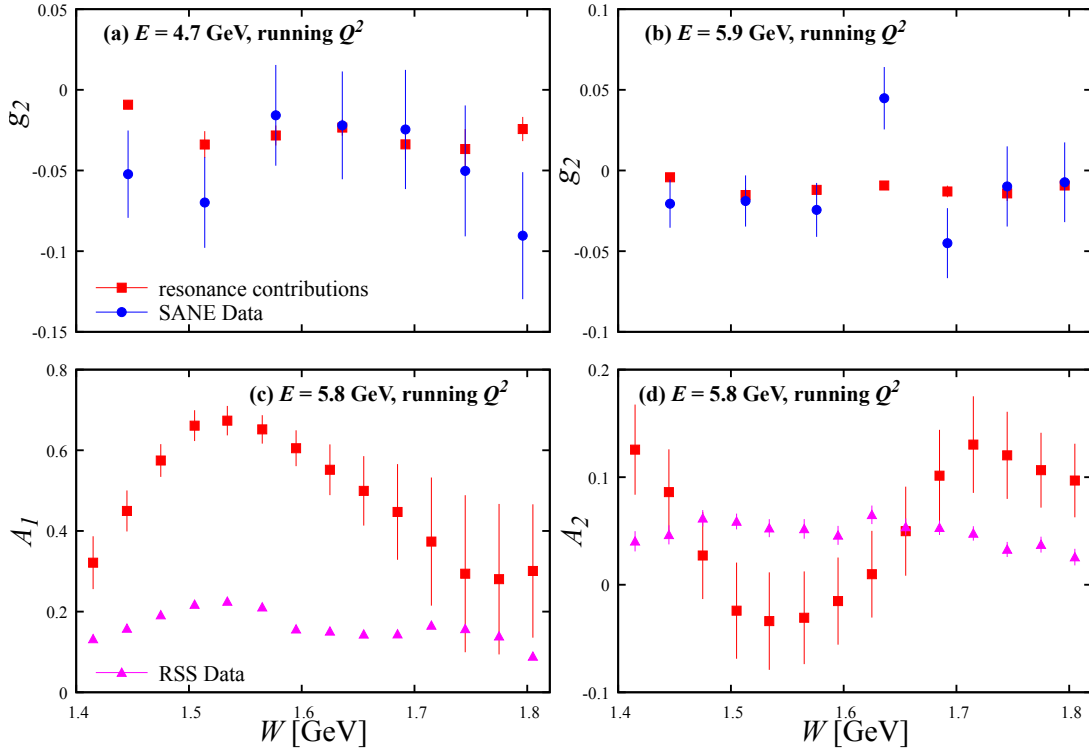 (a) E = 4.7 GeV, running Q²
g₂
0.05
0
-0.05
-0.1
-0.15
resonance contributions
SANE Data
(b) E = 5.9 GeV, running Q²
g₂
0.1
0.05
0
-0.05
-0.1
(c) E = 5.8 GeV, running Q²
A₁
0.8
0.6
0.4
0.2
0
RSS Data
1.4
1.5
1.6
1.7
1.8
W [GeV]
(d) E = 5.8 GeV, running Q²
A₂
0.2
0.1
0
-0.1
1.4
1.5
1.6
1.7
1.8
W [GeV]